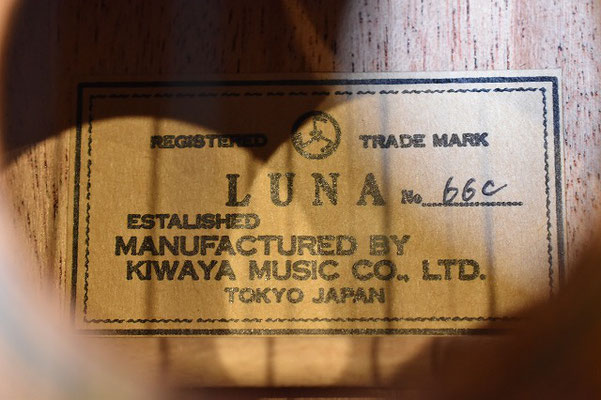 REGISTERED TRADE MARK
LUNA No. 66c
ESTALISHED
MANUFACTURED BY
KIWAYA MUSIC CO., LTD.
TOKYO JAPAN